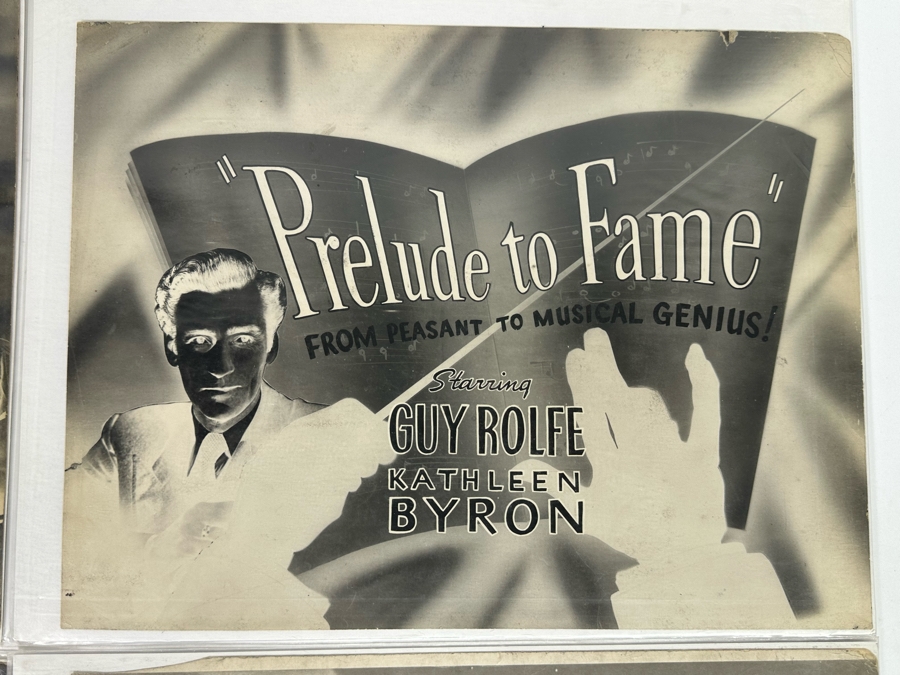 "Prelude to Fame"
FROM PEASANT TO MUSICAL GENIUS!
Starring
GUY ROLFE
KATHLEEN
BYRON